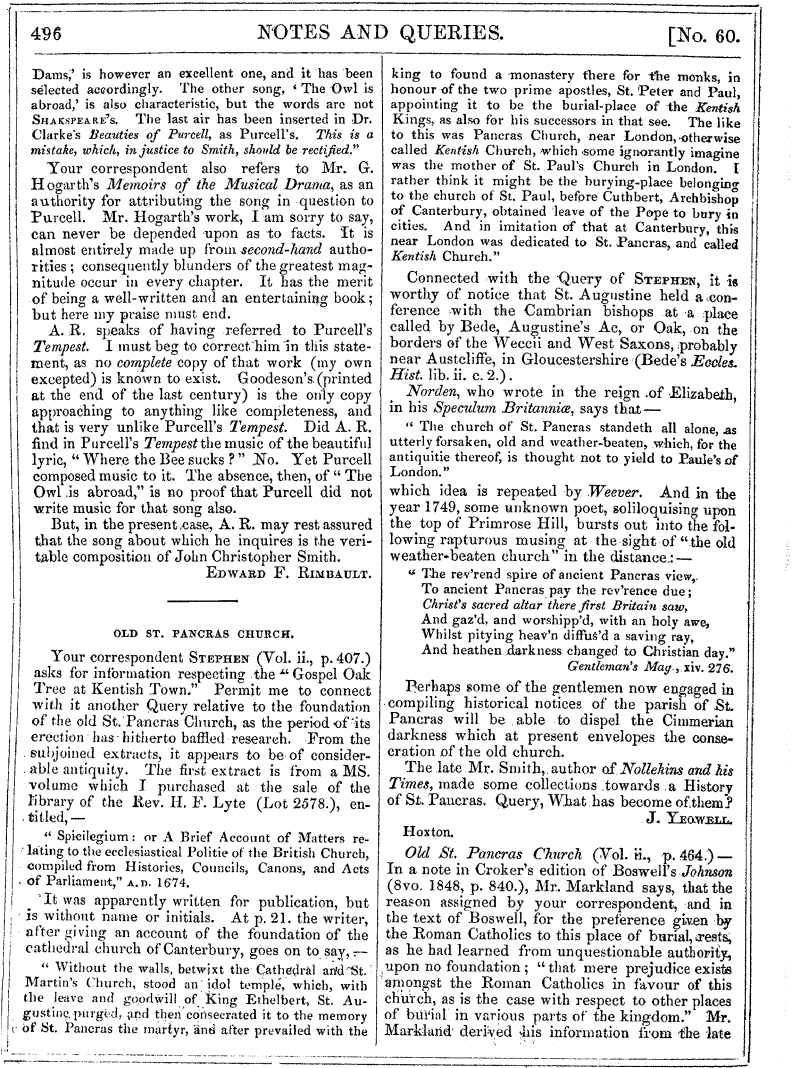 496 NOTES AND QUERIES. [No. 60.
Dams,' is however an excellent one, and it has been
selected accordingly. The other song, ' The Owl is
abroad,' is also characteristic, but the words are not
SHAKSPEARE'S. The last air has been inserted in Dr.
Clarke's Beauties of Purcell, as Purcell's. This is a
mistake, which, in justice to Smith, should be rectified."
Your correspondent also refers to Mr. G.
Hogarth's Memoirs of the Musical Drama, as an
authority for attributing the song in question to
Purcell. Mr. Hogarth's work, I am sorry to say,
can never be depended upon as to facts. It is
almost entirely made up from second-hand autho-
rities; consequently blunders of the greatest mag-
nitude occur in every chapter. It has the merit
of being a well-written and an entertaining book;
but here my praise must end.
A. R. speaks of having referred to Purcell's
Tempest. I must beg to correct him in this state-
ment, as no complete copy of that work (my own
excepted) is known to exist. Goodeson's (printed
at the end of the last century) is the only copy
approaching to anything like completeness, and
that is very unlike Purcell's Tempest. Did A. R.
find in Purcell's Tempest the music of the beautiful
lyric, "Where the Bee sucks?" No. Yet Purcell
composed music to it. The absence, then, of "The
Owl is abroad," is no proof that Purcell did not
write music for that song also.
But, in the present case, A. R. may rest assured
that the song about which he inquires is the veri-
table composition of John Christopher Smith.
EDWARD F. RIMBAULT.
OLD ST. PANCRAS CHURCH.
Your correspondent STEPHEN (Vol. ii., p. 407.)
asks for information respecting the "Gospel Oak
Tree at Kentish Town." Permit me to connect
with it another Query relative to the foundation
of the old St. Pancras Church, as the period of its
erection has hitherto baffled research. From the
subjoined extracts, it appears to be of consider-
able antiquity. The first extract is from a MS.
volume which I purchased at the sale of the
library of the Rev. H. F. Lyte (Lot 2578.), en-
titled,—
"Spicilegium: or A Brief Account of Matters re-
lating to the ecclesiastical Politie of the British Church,
compiled from Histories, Councils, Canons, and Acts
of Parliament," A.D. 1674.
It was apparently written for publication, but
is without name or initials. At p. 21. the writer,
after giving an account of the foundation of the
cathedral church of Canterbury, goes on to say,—
"Without the walls, betwixt the Cathedral and St.
Martin's Church, stood an idol temple, which, with
the leave and goodwill of King Ethelbert, St. Au-
gustine purged, and then consecrated it to the memory
of St. Pancras the martyr, and after prevailed with the
king to found a monastery there for the monks, in
honour of the two prime apostles, St. Peter and Paul,
appointing it to be the burial-place of the Kentish
Kings, as also for his successors in that see. The like
to this was Pancras Church, near London, otherwise
called Kentish Church, which some ignorantly imagine
was the mother of St. Paul's Church in London. I
rather think it might be the burying-place belonging
to the church of St. Paul, before Cuthbert, Archbishop
of Canterbury, obtained leave of the Pope to bury in
cities. And in imitation of that at Canterbury, this
near London was dedicated to St. Pancras, and called
Kentish Church."
Connected with the Query of STEPHEN, it is
worthy of notice that St. Augustine held a con-
ference with the Cambrian bishops at a place
called by Bede, Augustine's Ac, or Oak, on the
borders of the Weccii and West Saxons, probably
near Austcliffe, in Gloucestershire (Bede's Eccles.
Hist. lib. ii. c. 2.).
Norden, who wrote in the reign of Elizabeth,
in his Speculum Britanniæ, says that—
"The church of St. Pancras standeth all alone, as
utterly forsaken, old and weather-beaten, which, for the
antiquitie thereof, is thought not to yield to Paule's of
London."
which idea is repeated by Weever. And in the
year 1749, some unknown poet, soliloquising upon
the top of Primrose Hill, bursts out into the fol-
lowing rapturous musing at the sight of "the old
weather-beaten church" in the distance:—
"The rev'rend spire of ancient Pancras view,
To ancient Pancras pay the rev'rence due;
Christ's sacred altar there first Britain saw,
And gaz'd, and worshipp'd, with an holy awe,
Whilst pitying heav'n diffus'd a saving ray,
And heathen darkness changed to Christian day."
Gentleman's Mag., xiv. 276.
Perhaps some of the gentlemen now engaged in
compiling historical notices of the parish of St.
Pancras will be able to dispel the Cimmerian
darkness which at present envelopes the conse-
cration of the old church.
The late Mr. Smith, author of Nollekins and his
Times, made some collections towards a History
of St. Pancras. Query, What has become of them?
J. YEOWELL.
Hoxton.
Old St. Pancras Church (Vol. ii., p. 464.)—
In a note in Croker's edition of Boswell's Johnson
(8vo. 1848, p. 840.), Mr. Markland says, that the
reason assigned by your correspondent, and in
the text of Boswell, for the preference given by
the Roman Catholics to this place of burial, rests,
as he had learned from unquestionable authority,
upon no foundation; "that mere prejudice exists
amongst the Roman Catholics in favour of this
church, as is the case with respect to other places
of burial in various parts of the kingdom." Mr.
Markland derived his information from the late